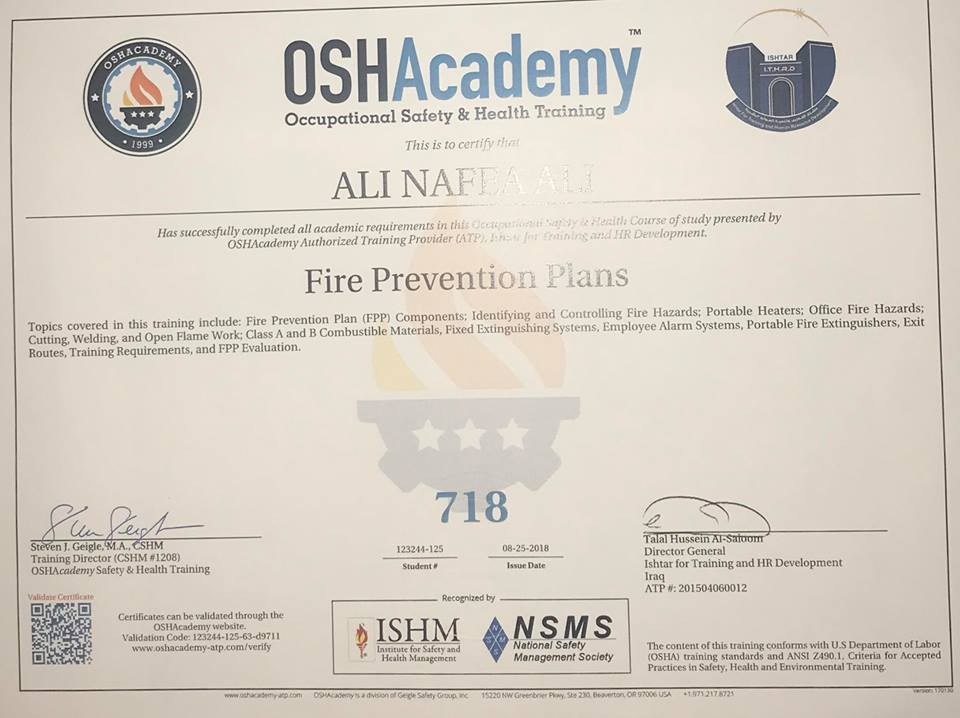 OSHACADEMY
1999
OSHAcademy™
Occupational Safety & Health Training
ISHTAR
I.T.H.R.D
This is to certify that
ALI NAFEA ALI
Has successfully completed all academic requirements in this Occupational Safety & Health Course of study presented by
OSHAcademy Authorized Training Provider (ATP), Ishtar for Training and HR Development.
Fire Prevention Plans
Topics covered in this training include: Fire Prevention Plan (FPP) Components; Identifying and Controlling Fire Hazards; Portable Heaters; Office Fire Hazards;
Cutting, Welding, and Open Flame Work; Class A and B Combustible Materials, Fixed Extinguishing Systems, Employee Alarm Systems, Portable Fire Extinguishers, Exit
Routes, Training Requirements, and FPP Evaluation.
718
Steven J. Geigle, M.A., CSHM
Training Director (CSHM #1208)
OSHAcademy Safety & Health Training
123244-125
Student #
08-25-2018
Issue Date
Talal Hussein Al-Saloom
Director General
Ishtar for Training and HR Development
Iraq
ATP #: 201504060012
Validate Certificate
Certificates can be validated through the
OSHAcademy website.
Validation Code: 123244-125-63-d9711
www.oshacademy-atp.com/verify
Recognized by
ISHM
Institute for Safety and
Health Management
NSMS
National Safety
Management Society
The content of this training conforms with U.S Department of Labor
(OSHA) training standards and ANSI Z490.1, Criteria for Accepted
Practices in Safety, Health and Environmental Training.
www.oshacademy-atp.com OSHAcademy is a division of Geigle Safety Group, Inc. 15220 NW Greenbrier Pkwy, Ste 230, Beaverton, OR 97006 USA +1.971.217.8721
Version: 170130